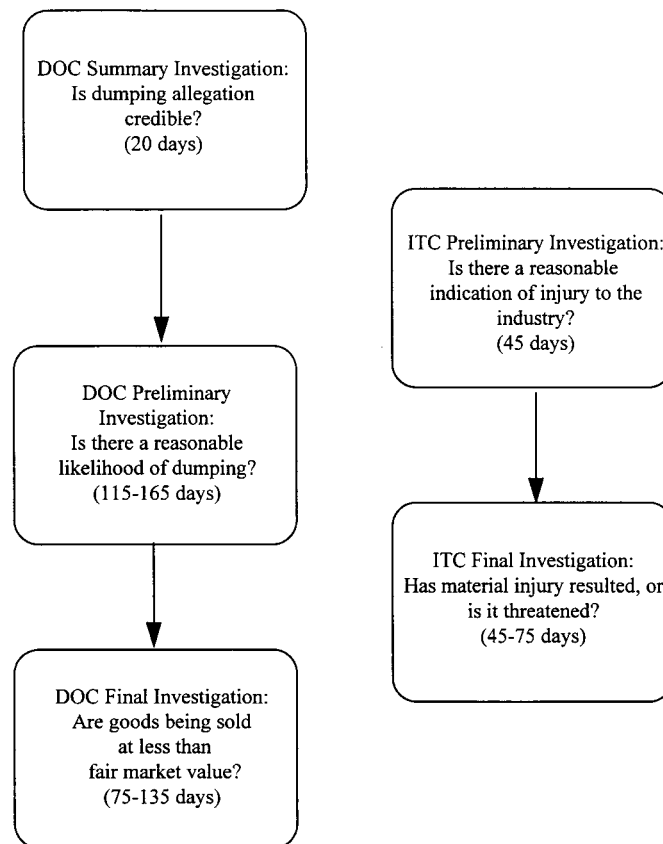 DOC Summary Investigation:
Is dumping allegation
credible?
(20 days)
DOC Preliminary
Investigation:
Is there a reasonable
likelihood of dumping?
(115-165 days)
DOC Final Investigation:
Are goods being sold
at less than
fair market value?
(75-135 days)
ITC Preliminary Investigation:
Is there a reasonable
indication of injury to the
industry?
(45 days)
ITC Final Investigation:
Has material injury resulted, or
is it threatened?
(45-75 days)